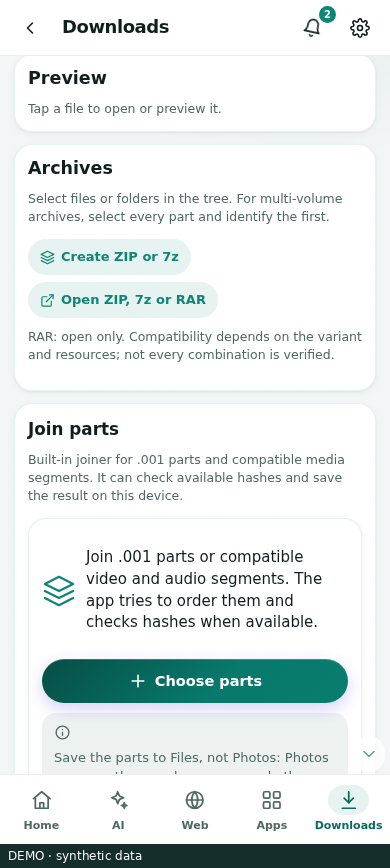 Downloads
2
Preview
Tap a file to open or preview it.
Archives
Select files or folders in the tree. For multi-volume
archives, select every part and identify the first.
Create ZIP or 7z
Open ZIP, 7z or RAR
RAR: open only. Compatibility depends on the variant
and resources; not every combination is verified.
Join parts
Built-in joiner for .001 parts and compatible media
segments. It can check available hashes and save
the result on this device.
Join .001 parts or compatible
video and audio segments. The
app tries to order them and
checks hashes when available.
Choose parts
Save the parts to Files, not Photos: Photos
Home
AI
Web
Apps
Downloads
DEMO · synthetic data